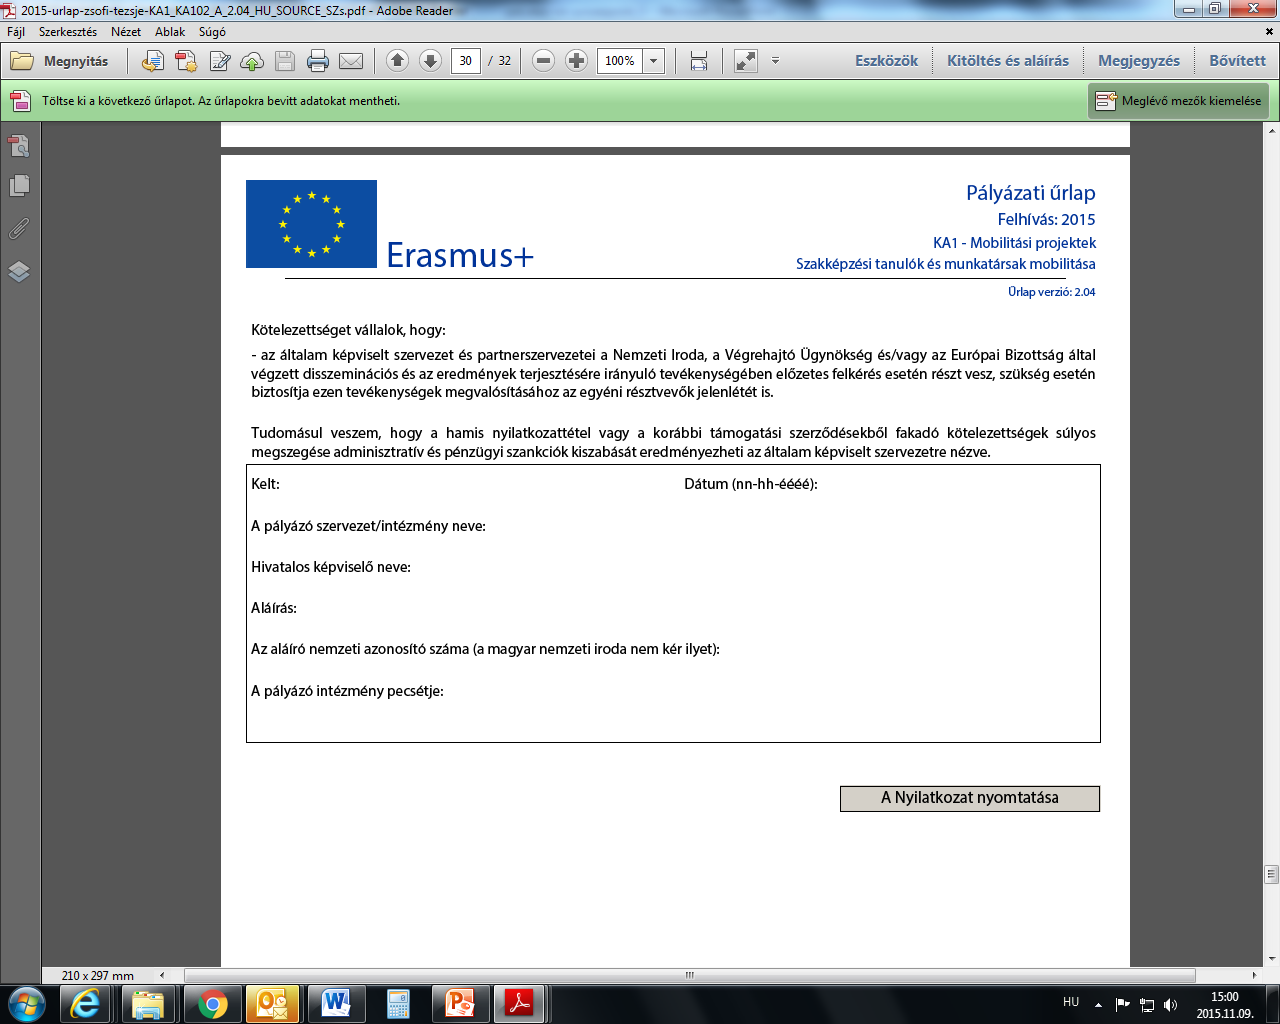 2015-urlap-zsofi-tezsje-KA1_KA102_A_2.04_HU_SOURCE_SZs.pdf - Adobe Reader
Fájl Szerkesztés Nézet Ablak Súgó
Megnyitás 30 / 32 100% Eszközök Kitöltés és aláírás Megjegyzés Bővített
Töltse ki a következő űrlapot. Az űrlapokra bevitt adatokat mentheti. Meglévő mezők kiemelése
Erasmus+
Pályázati űrlap
Felhívás: 2015
KA1 - Mobilitási projektek
Szakképzési tanulók és munkatársak mobilitása
Űrlap verzió: 2.04
Kötelezettséget vállalok, hogy:
- az általam képviselt szervezet és partnerszervezetei a Nemzeti Iroda, a Végrehajtó Ügynökség és/vagy az Európai Bizottság által
végzett disszeminációs és az eredmények terjesztésére irányuló tevékenységében előzetes felkérés esetén részt vesz, szükség esetén
biztosítja ezen tevékenységek megvalósításához az egyéni résztvevők jelenlétét is.
Tudomásul veszem, hogy a hamis nyilatkozattétel vagy a korábbi támogatási szerződésekből fakadó kötelezettségek súlyos
megszegése adminisztratív és pénzügyi szankciók kiszabását eredményezheti az általam képviselt szervezetre nézve.
Kelt: Dátum (nn-hh-éééé):
A pályázó szervezet/intézmény neve:
Hivatalos képviselő neve:
Aláírás:
Az aláíró nemzeti azonosító száma (a magyar nemzeti iroda nem kér ilyet):
A pályázó intézmény pecsétje:
A Nyilatkozat nyomtatása
210 x 297 mm
HU 15:00
2015.11.09.